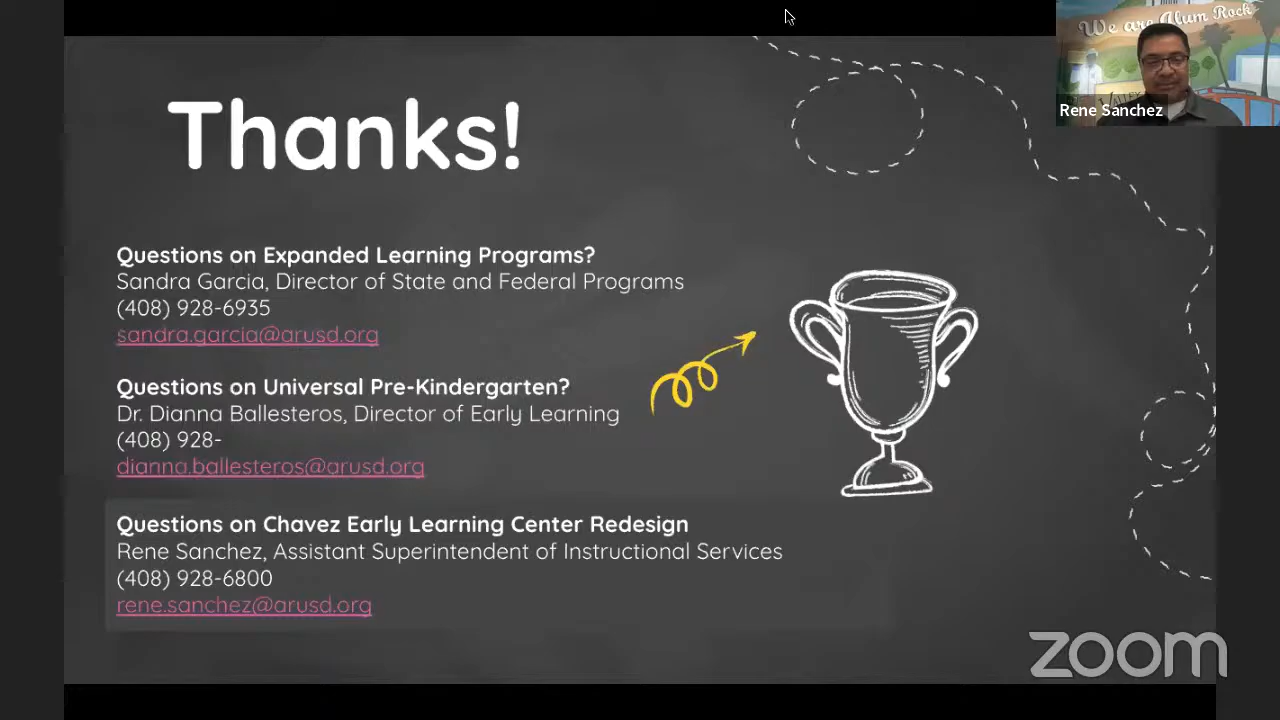 We are Alum Rock
Rene Sanchez
Thanks!
Questions on Expanded Learning Programs?
Sandra Garcia, Director of State and Federal Programs
(408) 928-6935
sandra.garcia@arusd.org
Questions on Universal Pre-Kindergarten?
Dr. Dianna Ballesteros, Director of Early Learning
(408) 928-
dianna.ballesteros@arusd.org
Questions on Chavez Early Learning Center Redesign
Rene Sanchez, Assistant Superintendent of Instructional Services
(408) 928-6800
rene.sanchez@arusd.org
zoom